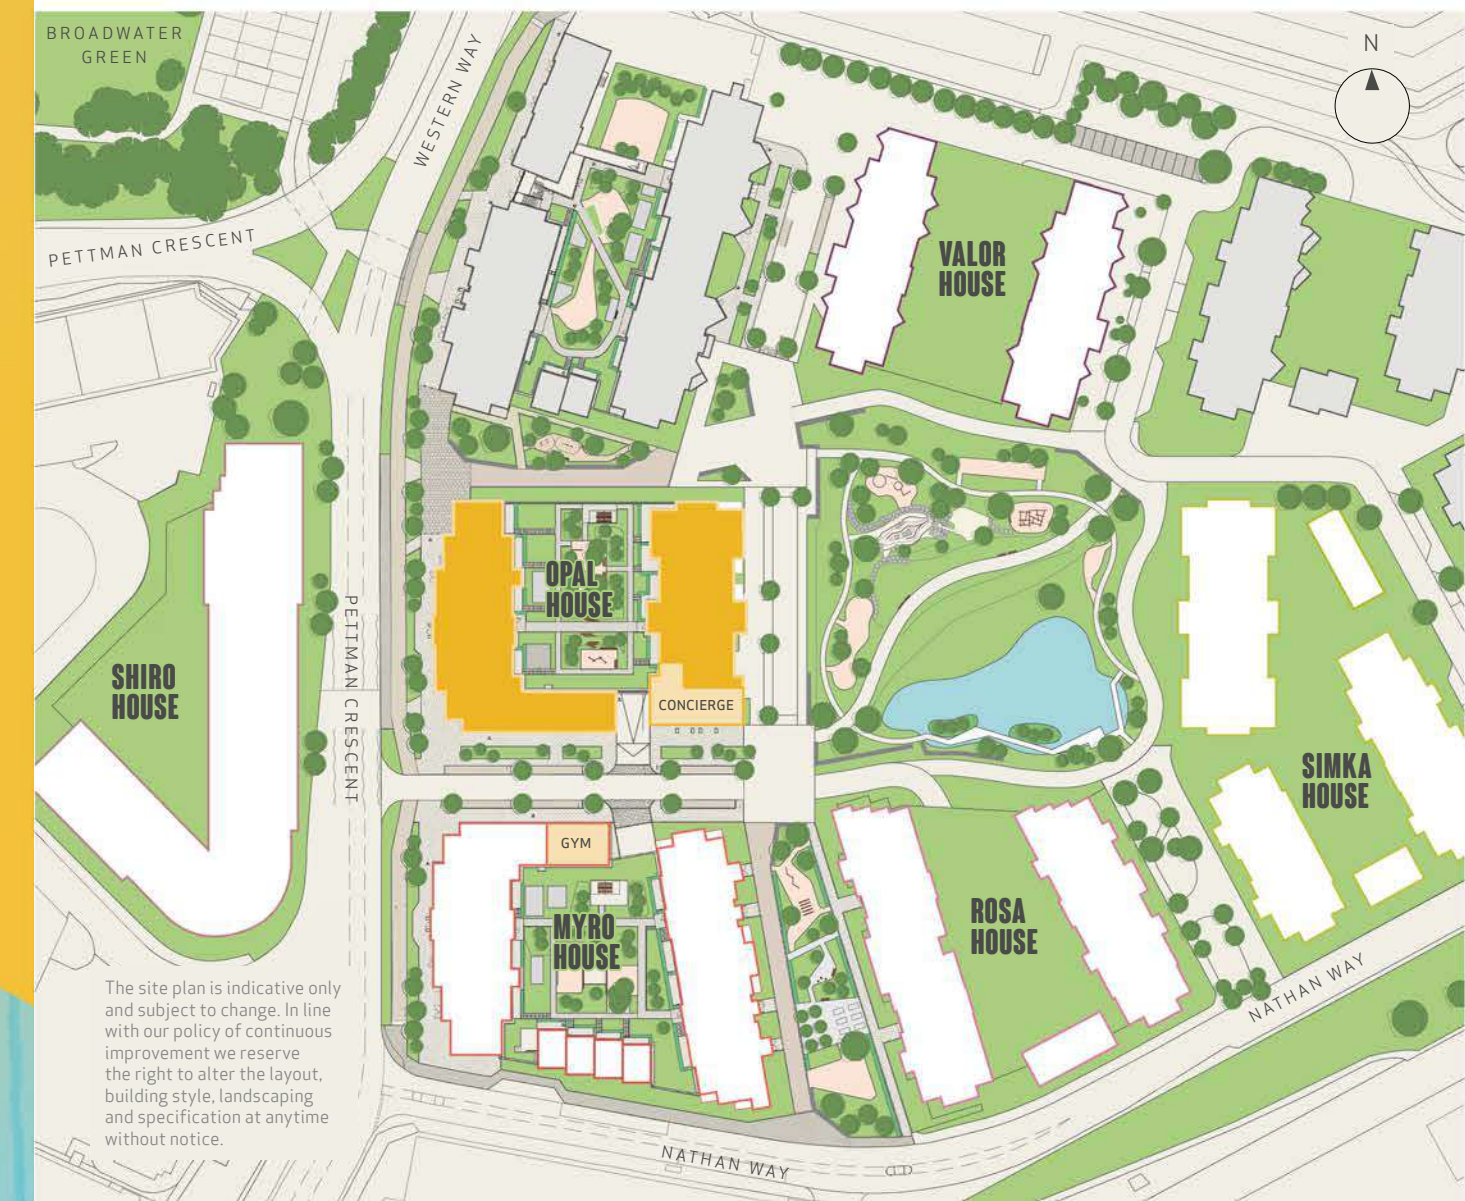 BROADWATER
GREEN
WESTERN WAY
N
PETTMAN CRESCENT
VALOR
HOUSE
OPAL
HOUSE
PETTMAN CRESCENT
SHIRO
HOUSE
CONCIERGE
SIMKA
HOUSE
GYM
MYRO
HOUSE
ROSA
HOUSE
NATHAN WAY
The site plan is indicative only
and subject to change. In line
with our policy of continuous
improvement we reserve
the right to alter the layout,
building style, landscaping
and specification at anytime
without notice.
NATHAN WAY